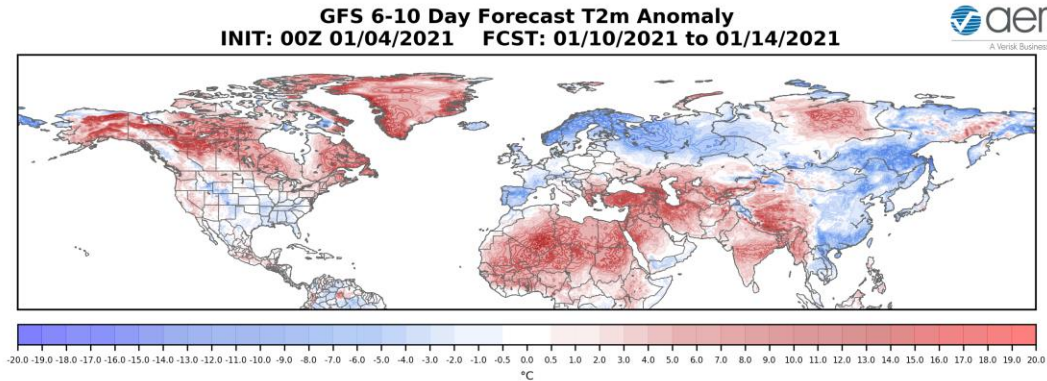 GFS 6-10 Day Forecast T2m Anomaly
INIT: 00Z 01/04/2021 FCST: 01/10/2021 to 01/14/2021
aer
A Verisk Business
-20.0 -19.0 -18.0 -17.0 -16.0 -15.0 -14.0 -13.0 -12.0 -11.0 -10.0 -9.0 -8.0 -7.0 -6.0 -5.0 -4.0 -3.0 -2.0 -1.0 -0.5 0.0 0.5 1.0 2.0 3.0 4.0 5.0 6.0 7.0 8.0 9.0 10.0 11.0 12.0 13.0 14.0 15.0 16.0 17.0 18.0 19.0 20.0
°C